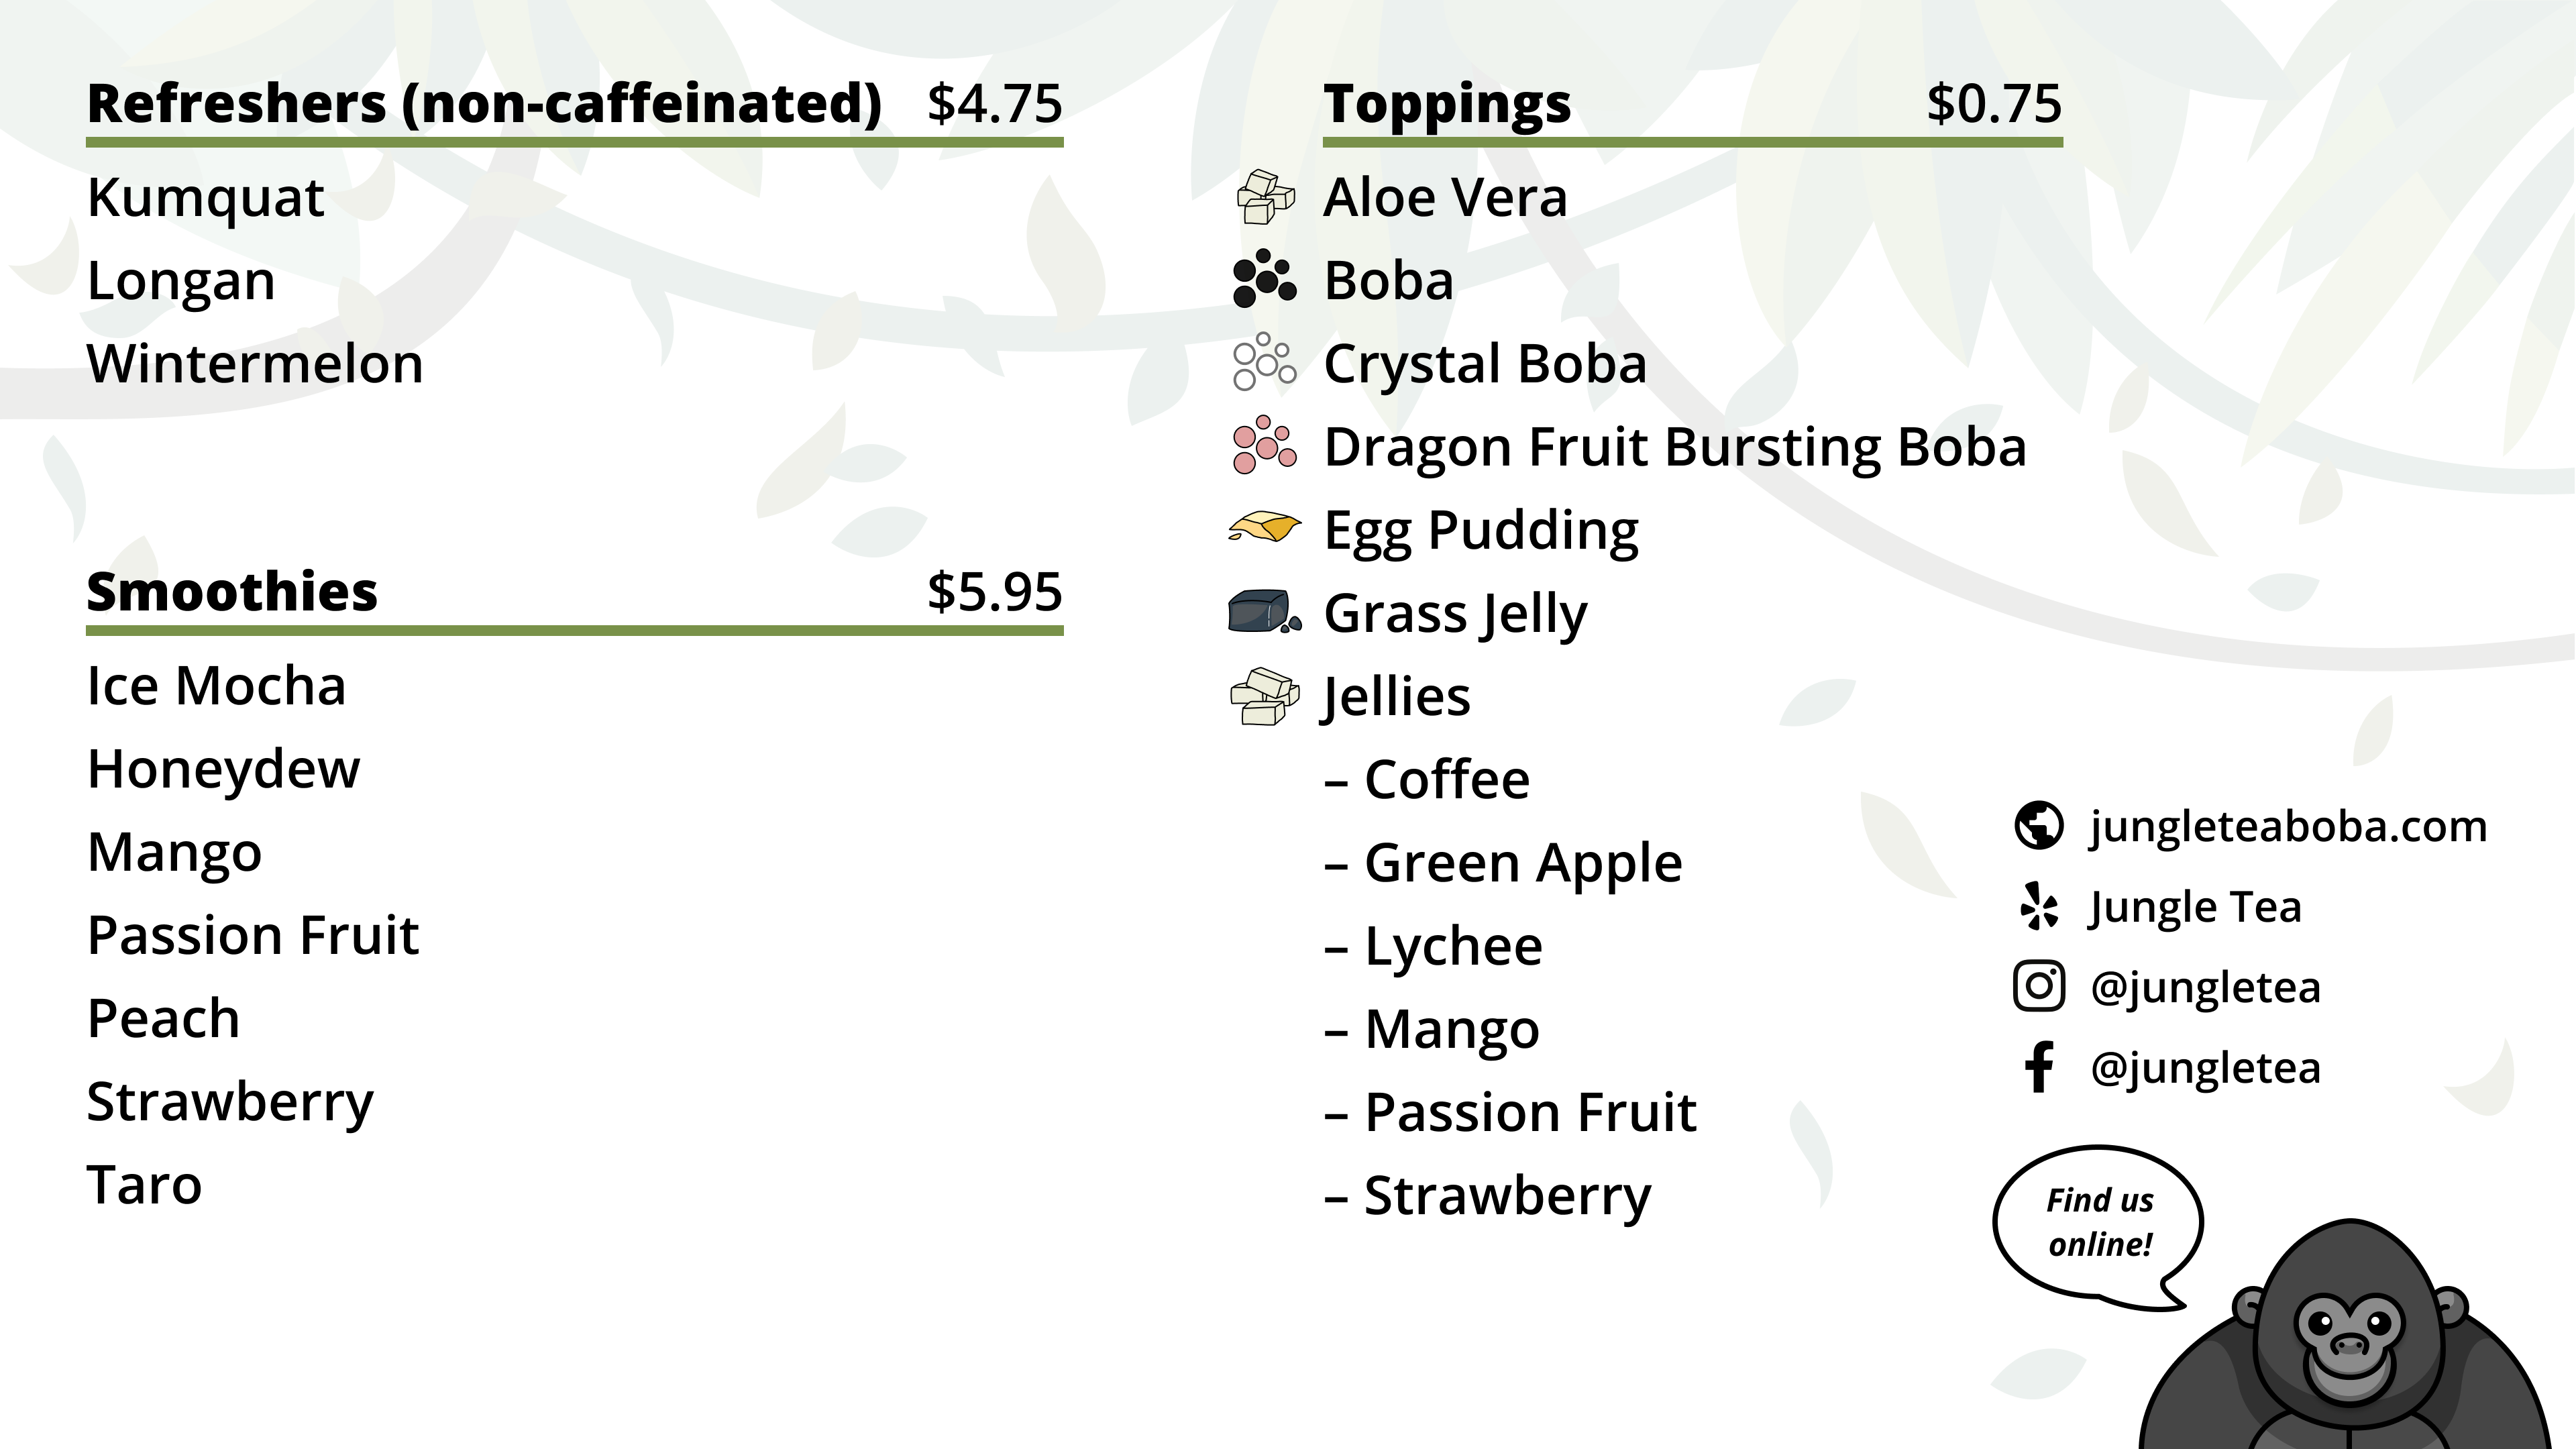 Refreshers (non-caffeinated) $4.75
Kumquat
Longan
Wintermelon
Smoothies $5.95
Ice Mocha
Honeydew
Mango
Passion Fruit
Peach
Strawberry
Taro
Toppings $0.75
Aloe Vera
Boba
Crystal Boba
Dragon Fruit Bursting Boba
Egg Pudding
Grass Jelly
Jellies
– Coffee
– Green Apple
– Lychee
– Mango
– Passion Fruit
– Strawberry
jungleteaboba.com
Jungle Tea
@jungletea
@jungletea
Find us
online!